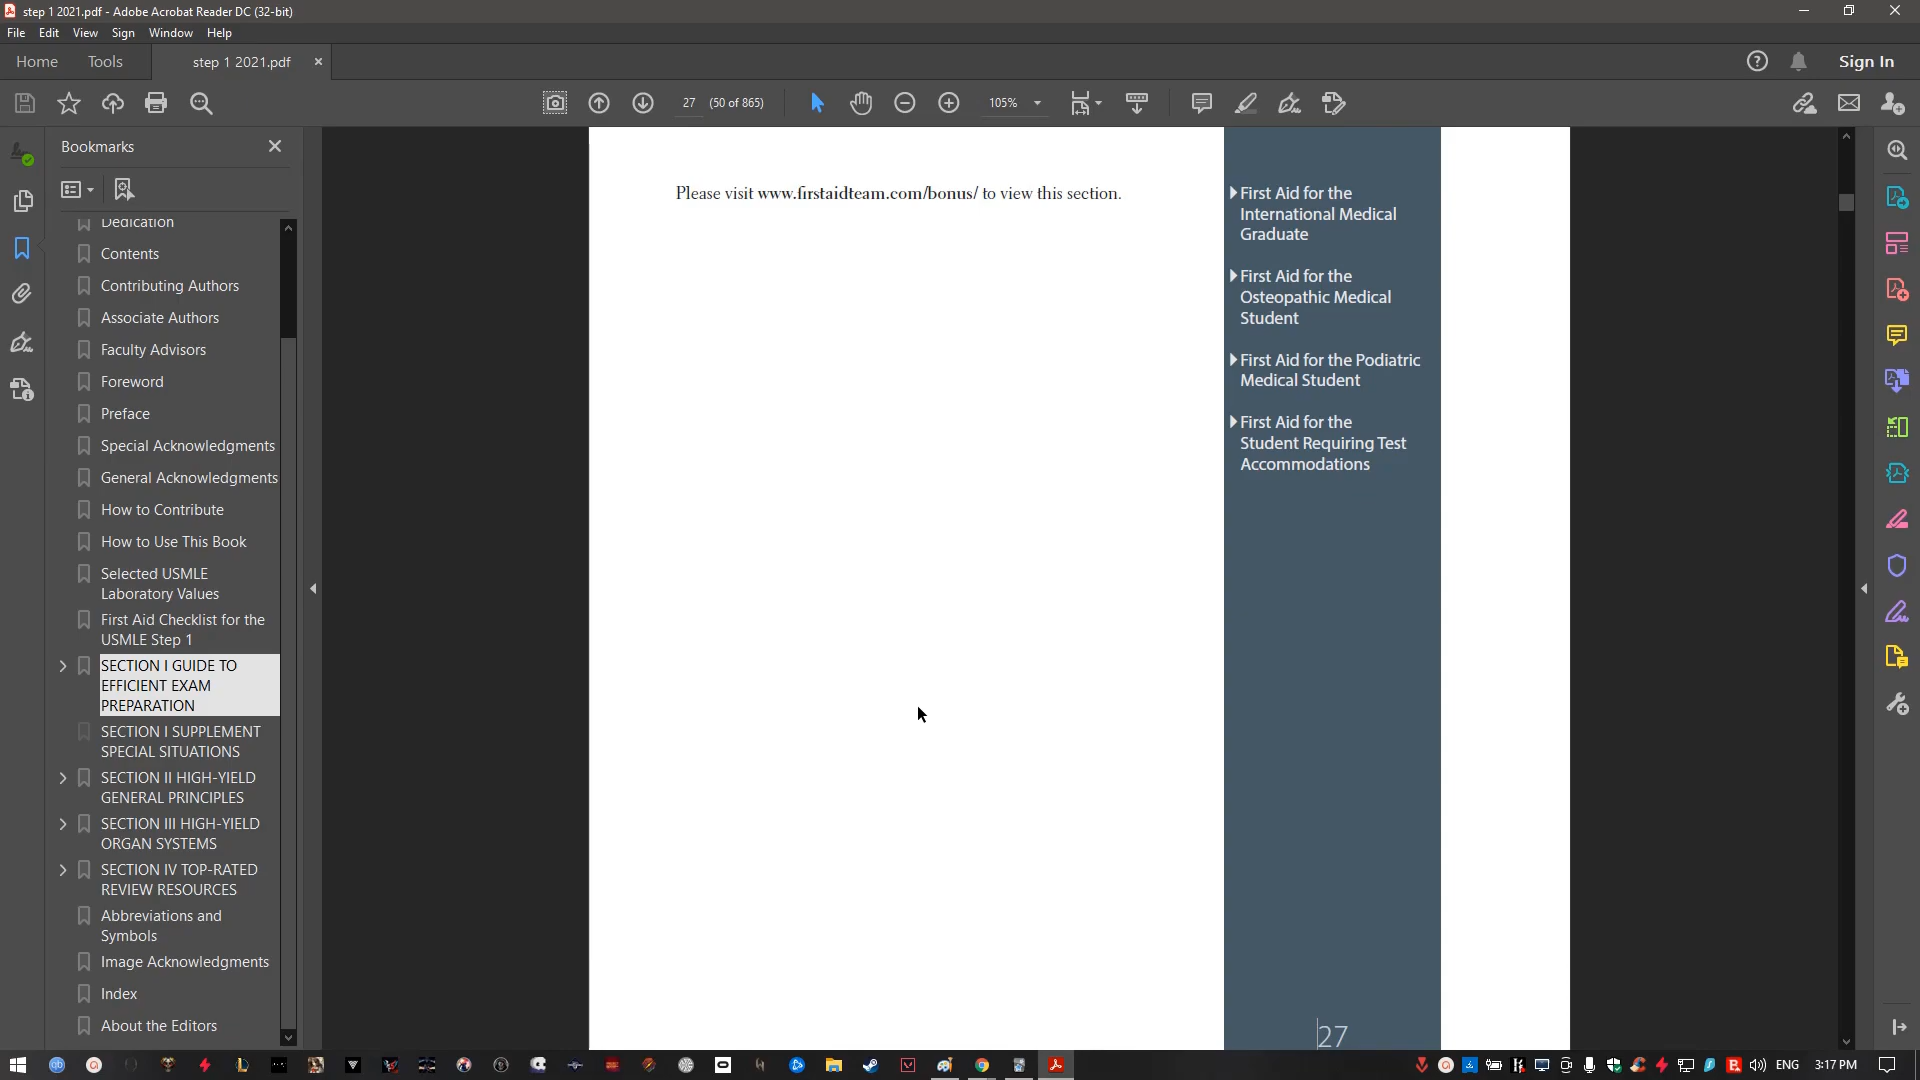 step 1 2021.pdf - Adobe Acrobat Reader DC (32-bit)
File Edit View Sign Window Help
Home Tools step 1 2021.pdf Sign In
27 (50 of 865) 105%
Bookmarks
Dedication
Contents
Contributing Authors
Associate Authors
Faculty Advisors
Foreword
Preface
Special Acknowledgments
General Acknowledgments
How to Contribute
How to Use This Book
Selected USMLE
Laboratory Values
First Aid Checklist for the
USMLE Step 1
SECTION I GUIDE TO
EFFICIENT EXAM
PREPARATION
SECTION I SUPPLEMENT
SPECIAL SITUATIONS
SECTION II HIGH-YIELD
GENERAL PRINCIPLES
SECTION III HIGH-YIELD
ORGAN SYSTEMS
SECTION IV TOP-RATED
REVIEW RESOURCES
Abbreviations and
Symbols
Image Acknowledgments
Index
About the Editors
Please visit www.firstaidteam.com/bonus/ to view this section.
First Aid for the
International Medical
Graduate
First Aid for the
Osteopathic Medical
Student
First Aid for the Podiatric
Medical Student
First Aid for the
Student Requiring Test
Accommodations
27
ENG 3:17 PM